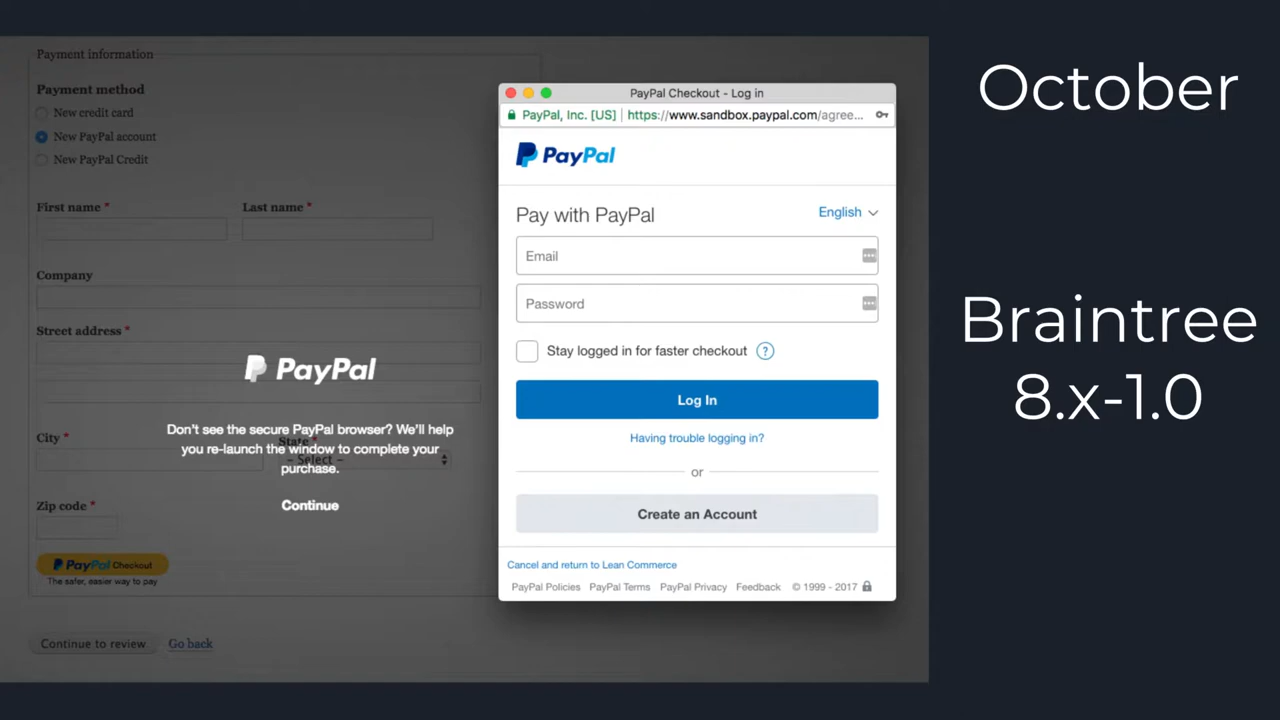 Payment information
Payment method
New credit card
New PayPal account
New PayPal Credit
First name *
Last name *
Company
Street address *
PayPal
Don't see the secure PayPal browser? We'll help
you re-launch the window to complete your
purchase.
Continue
City *
State *
- Select -
Zip code *
PayPal Checkout
The safer, easier way to pay
Continue to review
Go back
PayPal Checkout - Log in
PayPal, Inc. [US]
https://www.sandbox.paypal.com/agree...
PayPal
Pay with PayPal
English
Email
Password
Stay logged in for faster checkout ?
Log In
Having trouble logging in?
or
Create an Account
Cancel and return to Lean Commerce
PayPal Policies PayPal Terms PayPal Privacy Feedback © 1999 - 2017
October
Braintree
8.x-1.0